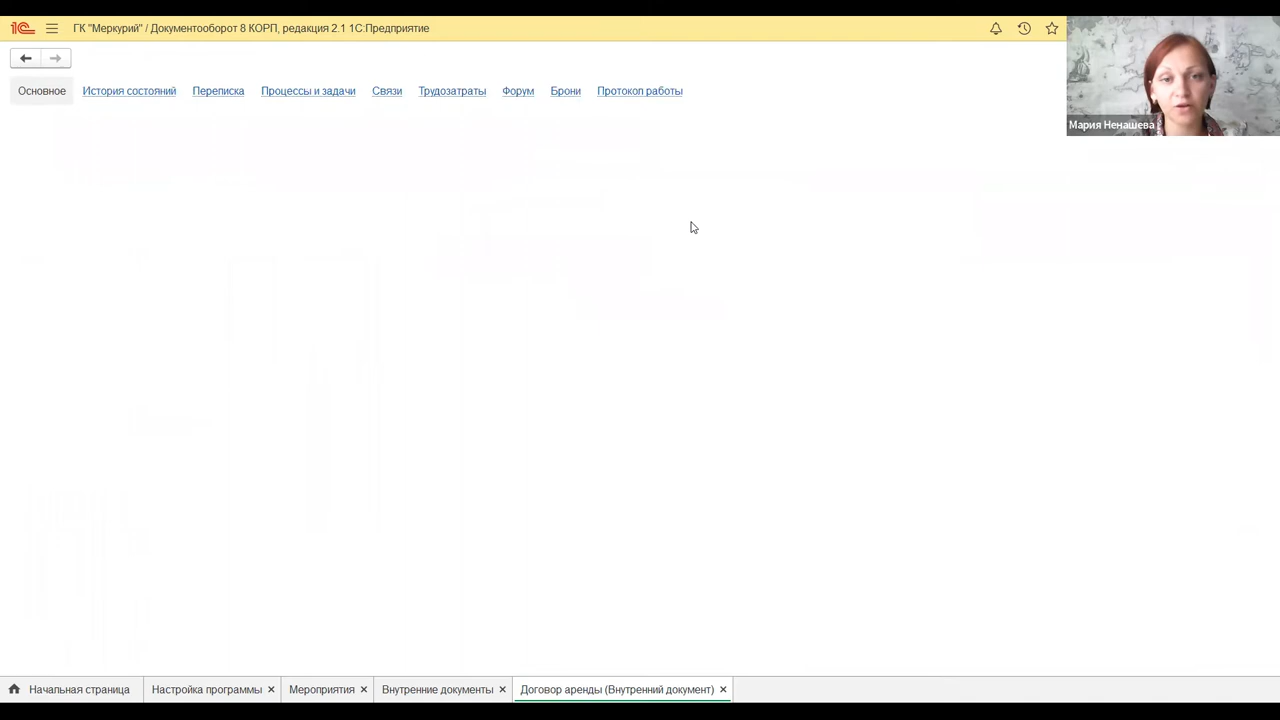 1С ГК "Меркурий" / Документооборот 8 КОРП, редакция 2.1 1С:Предприятие
Основное История состояний Переписка Процессы и задачи Связи Трудозатраты Форум Брони Протокол работы
Мария Ненашева
Начальная страница Настройка программы × Мероприятия × Внутренние документы × Договор аренды (Внутренний документ) ×